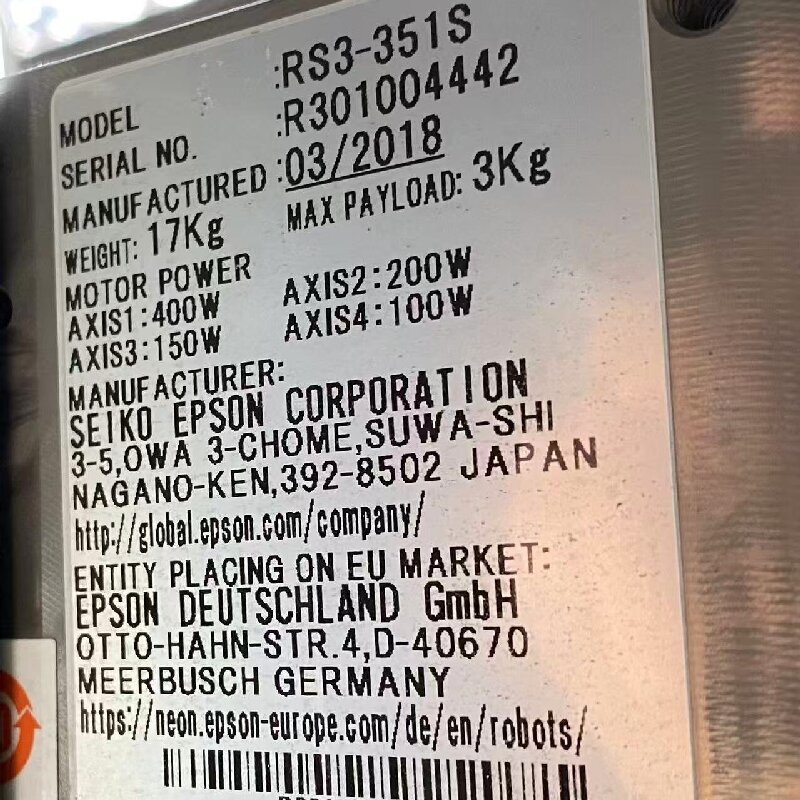 MODEL :RS3-351S
SERIAL NO. :R301004442
MANUFACTURED :03/2018
WEIGHT: 17Kg MAX PAYLOAD: 3Kg
MOTOR POWER
AXIS1:400W AXIS2:200W
AXIS3:150W AXIS4:100W
MANUFACTURER:
SEIKO EPSON CORPORATION
3-5,OWA 3-CHOME,SUWA-SHI
NAGANO-KEN,392-8502 JAPAN
http://global.epson.com/company/
ENTITY PLACING ON EU MARKET:
EPSON DEUTSCHLAND GmbH
OTTO-HAHN-STR.4,D-40670
MEERBUSCH GERMANY
https://neon.epson-europe.com/de/en/robots/